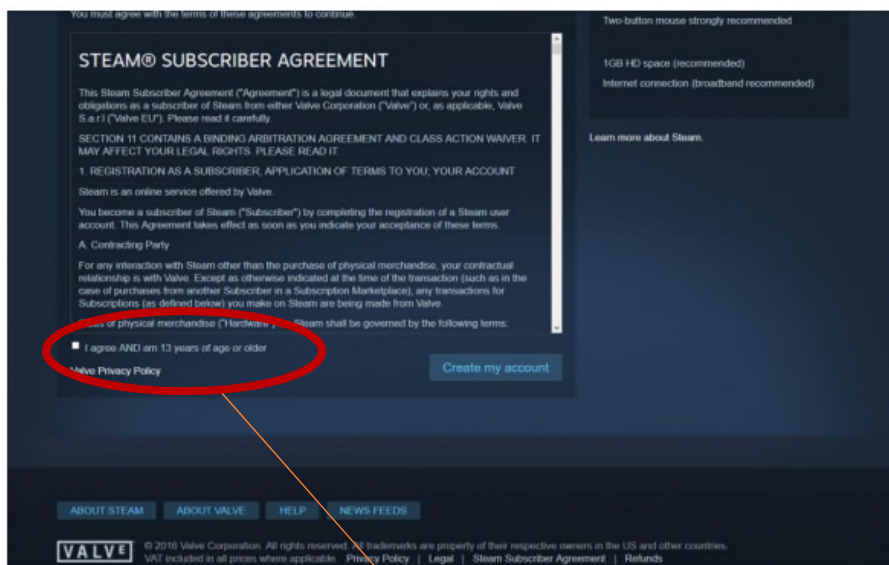 You must agree with the terms of these agreements to continue.
STEAM® SUBSCRIBER AGREEMENT
This Steam Subscriber Agreement ("Agreement") is a legal document that explains your rights and
obligations as a subscriber of Steam from either Valve Corporation ("Valve") or, as applicable, Valve
S.a.r.l ("Valve EU"). Please read it carefully.
SECTION 11 CONTAINS A BINDING ARBITRATION AGREEMENT AND CLASS ACTION WAIVER. IT
MAY AFFECT YOUR LEGAL RIGHTS. PLEASE READ IT.
1. REGISTRATION AS A SUBSCRIBER; APPLICATION OF TERMS TO YOU; YOUR ACCOUNT
Steam is an online service offered by Valve.
You become a subscriber of Steam ("Subscriber") by completing the registration of a Steam user
account. This Agreement takes effect as soon as you indicate your acceptance of these terms.
A. Contracting Party
For any interaction with Steam other than the purchase of physical merchandise, your contractual
relationship is with Valve. Except as otherwise indicated at the time of the transaction (such as in the
case of purchases from another Subscriber in a Subscription Marketplace), any transactions for
Subscriptions (as defined below) you make on Steam are being made from Valve.
of physical merchandise ("Hardware") Steam shall be governed by the following terms:
I agree AND am 13 years of age or older
Valve Privacy Policy
Create my account
Two-button mouse strongly recommended
1GB HD space (recommended)
Internet connection (broadband recommended)
Learn more about Steam.
ABOUT STEAM ABOUT VALVE HELP NEWS FEEDS
VALVE © 2016 Valve Corporation. All rights reserved. All trademarks are property of their respective owners in the US and other countries.
VAT included in all prices where applicable. Privacy Policy | Legal | Steam Subscriber Agreement | Refunds